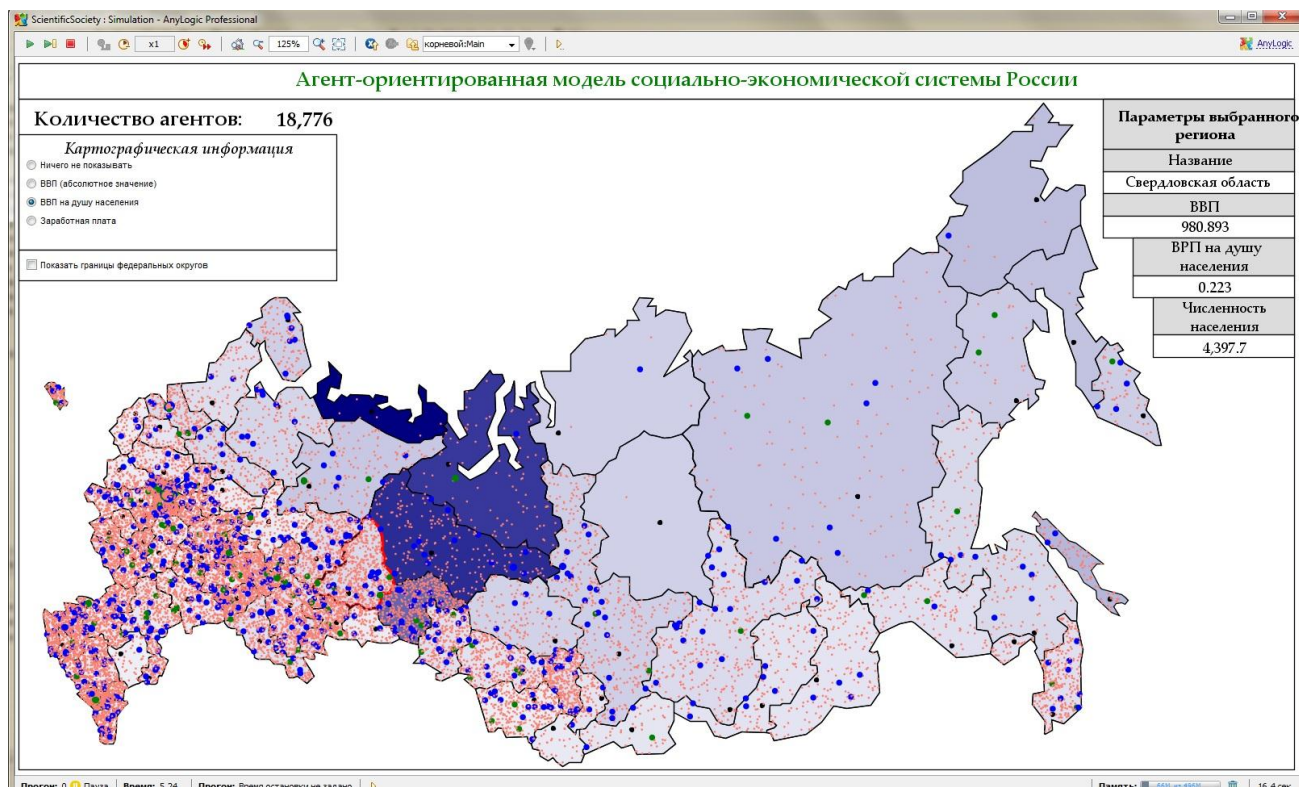 ScientificSociety : Simulation - AnyLogic Professional
x1
125%
корневой:Main
AnyLogic
Агент-ориентированная модель социально-экономической системы России
Количество агентов: 18,776
Картографическая информация
Ничего не показывать
ВВП (абсолютное значение)
ВВП на душу населения
Заработная плата
Показать границы федеральных округов
Параметры выбранного
региона
Название
Свердловская область
ВВП
980.893
ВРП на душу
населения
0.223
Численность
населения
4,397.7
Прогон: 0 Пауза Время: 5.24 Прогон: Время остановки не задано Память: 16.4 сек